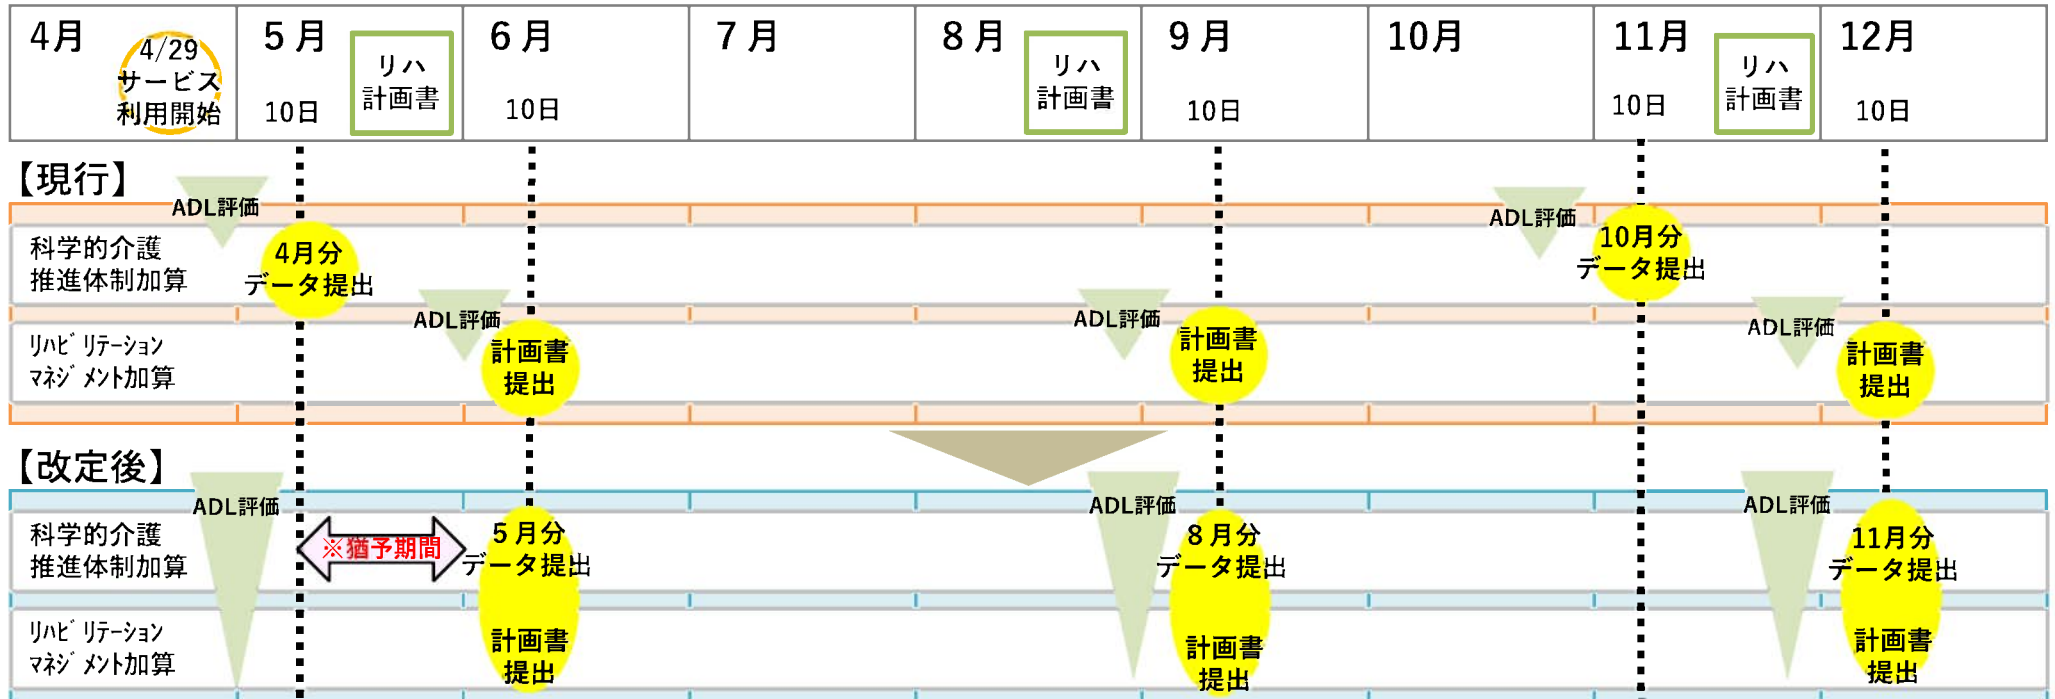 4月
4/29
サービス
利用開始
5月
10日
リハ
計画書
6月
10日
7月
8月
リハ
計画書
9月
10日
10月
11月
10日
リハ
計画書
12月
10日
【現行】
ADL評価
ADL評価
科学的介護
推進体制加算
4月分
データ提出
10月分
データ提出
ADL評価
ADL評価
ADL評価
ﾘﾊﾋﾞﾘﾃｰｼｮﾝ
ﾏﾈｼﾞﾒﾝﾄ加算
計画書
提出
計画書
提出
計画書
提出
【改定後】
ADL評価
ADL評価
ADL評価
科学的介護
推進体制加算
※猶予期間
5月分
データ提出
8月分
データ提出
11月分
データ提出
ﾘﾊﾋﾞﾘﾃｰｼｮﾝ
ﾏﾈｼﾞﾒﾝﾄ加算
計画書
提出
計画書
提出
計画書
提出